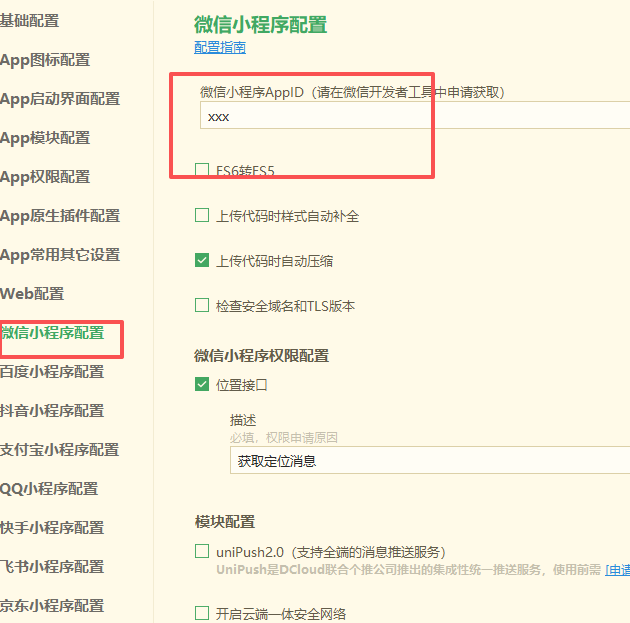 基础配置
App图标配置
App启动界面配置
App模块配置
App权限配置
App原生插件配置
App常用其它设置
Web配置
微信小程序配置
百度小程序配置
抖音小程序配置
支付宝小程序配置
QQ小程序配置
快手小程序配置
飞书小程序配置
京东小程序配置
微信小程序配置
配置指南
微信小程序AppID（请在微信开发者工具中申请获取）
xxx
ES6转ES5
上传代码时样式自动补全
上传代码时自动压缩
检查安全域名和TLS版本
微信小程序权限配置
位置接口
描述
必填，权限申请原因
获取定位消息
模块配置
uniPush2.0（支持全端的消息推送服务）
UniPush是DCloud联合个推公司推出的集成性统一推送服务，使用前需 [申请
开启云端一体安全网络